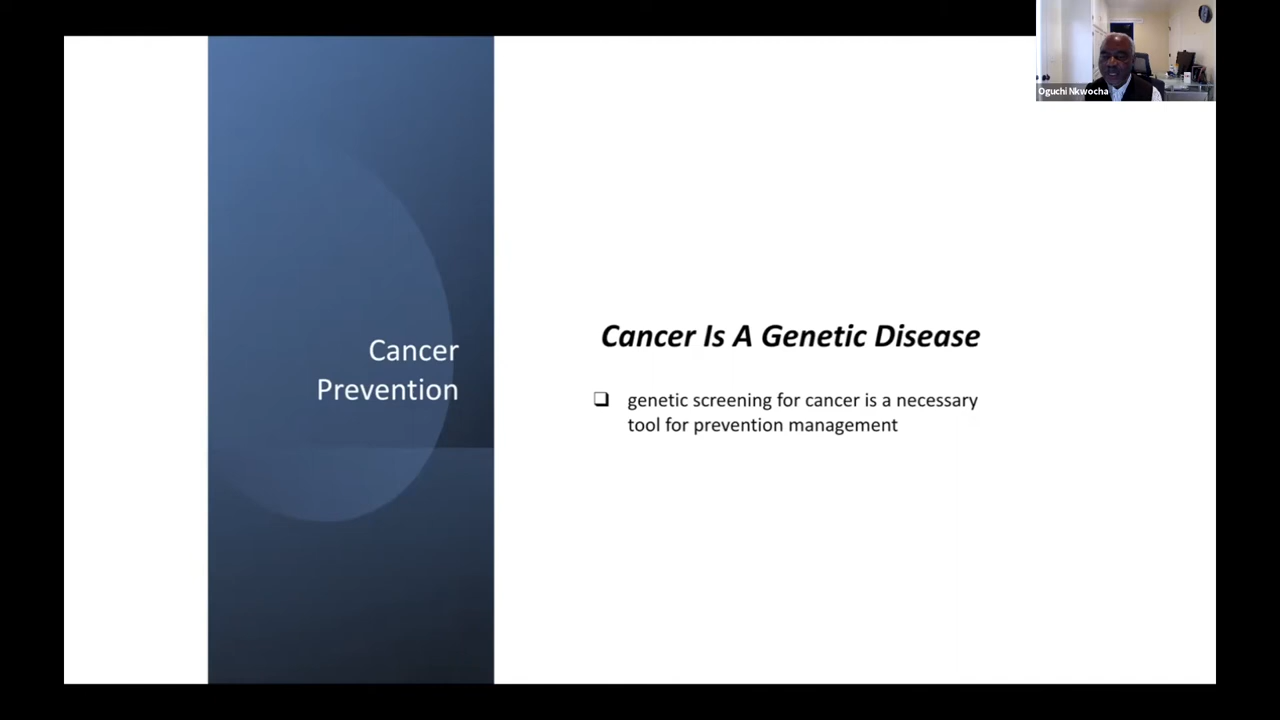 Oguchi Nkwocha
Cancer
Prevention
Cancer Is A Genetic Disease
genetic screening for cancer is a necessary
tool for prevention management